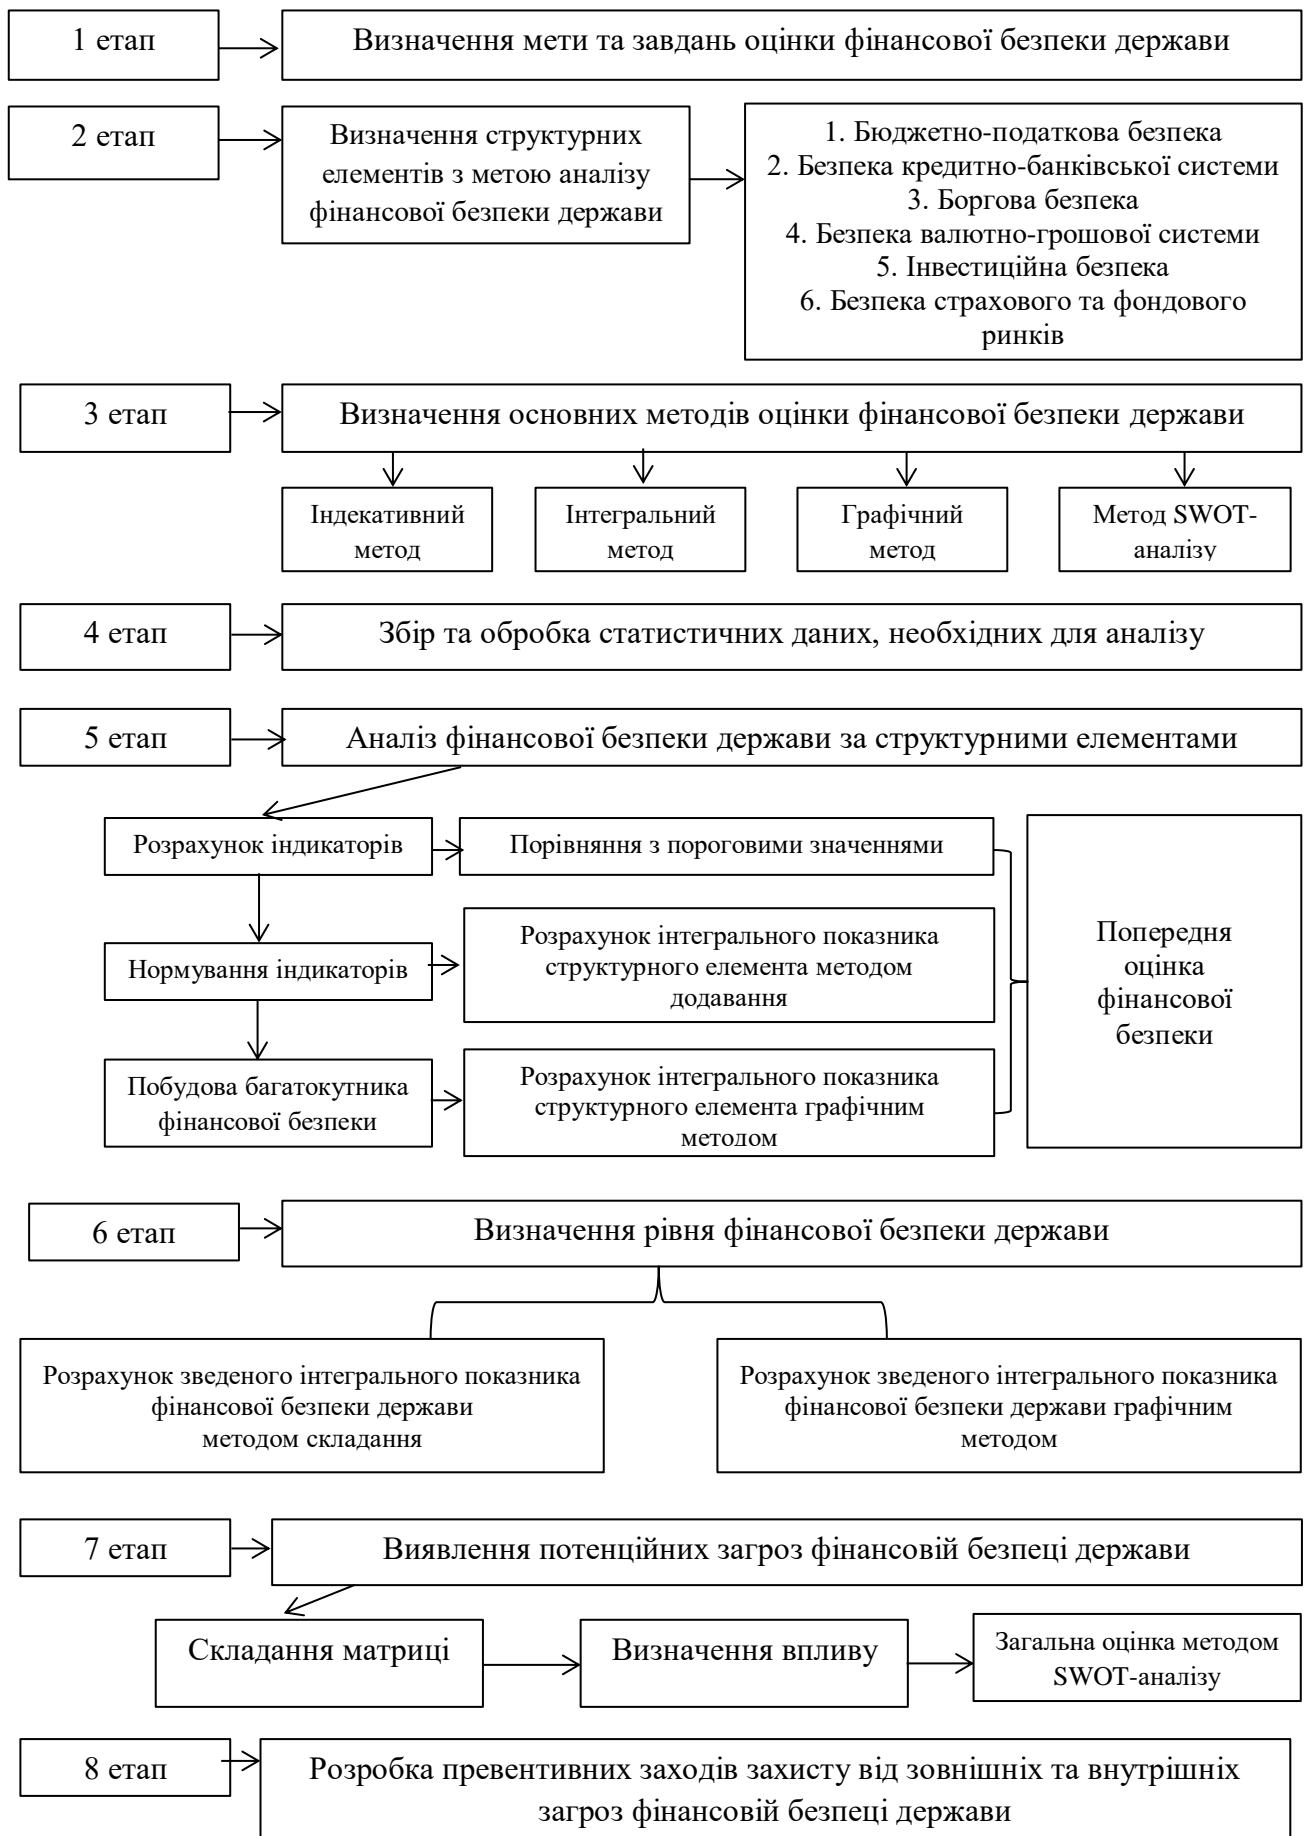 1 етап
Визначення мети та завдань оцінки фінансової безпеки держави
2 етап
Визначення структурних
елементів з метою аналізу
фінансової безпеки держави
1. Бюджетно-податкова безпека
2. Безпека кредитно-банківської системи
3. Боргова безпека
4. Безпека валютно-грошової системи
5. Інвестиційна безпека
6. Безпека страхового та фондового
ринків
3 етап
Визначення основних методів оцінки фінансової безпеки держави
Індекативний
метод
Інтегральний
метод
Графічний
метод
Метод SWOT-
аналізу
4 етап
Збір та обробка статистичних даних, необхідних для аналізу
5 етап
Аналіз фінансової безпеки держави за структурними елементами
Розрахунок індикаторів
Порівняння з пороговими значеннями
Нормування індикаторів
Розрахунок інтегрального показника
структурного елемента методом
додавання
Побудова багатокутника
фінансової безпеки
Розрахунок інтегрального показника
структурного елемента графічним
методом
Попередня
оцінка
фінансової
безпеки
6 етап
Визначення рівня фінансової безпеки держави
Розрахунок зведеного інтегрального показника
фінансової безпеки держави
методом складання
Розрахунок зведеного інтегрального показника
фінансової безпеки держави графічним
методом
7 етап
Виявлення потенційних загроз фінансовій безпеці держави
Складання матриці
Визначення впливу
Загальна оцінка методом
SWOT-аналізу
8 етап
Розробка превентивних заходів захисту від зовнішніх та внутрішніх
загроз фінансовій безпеці держави